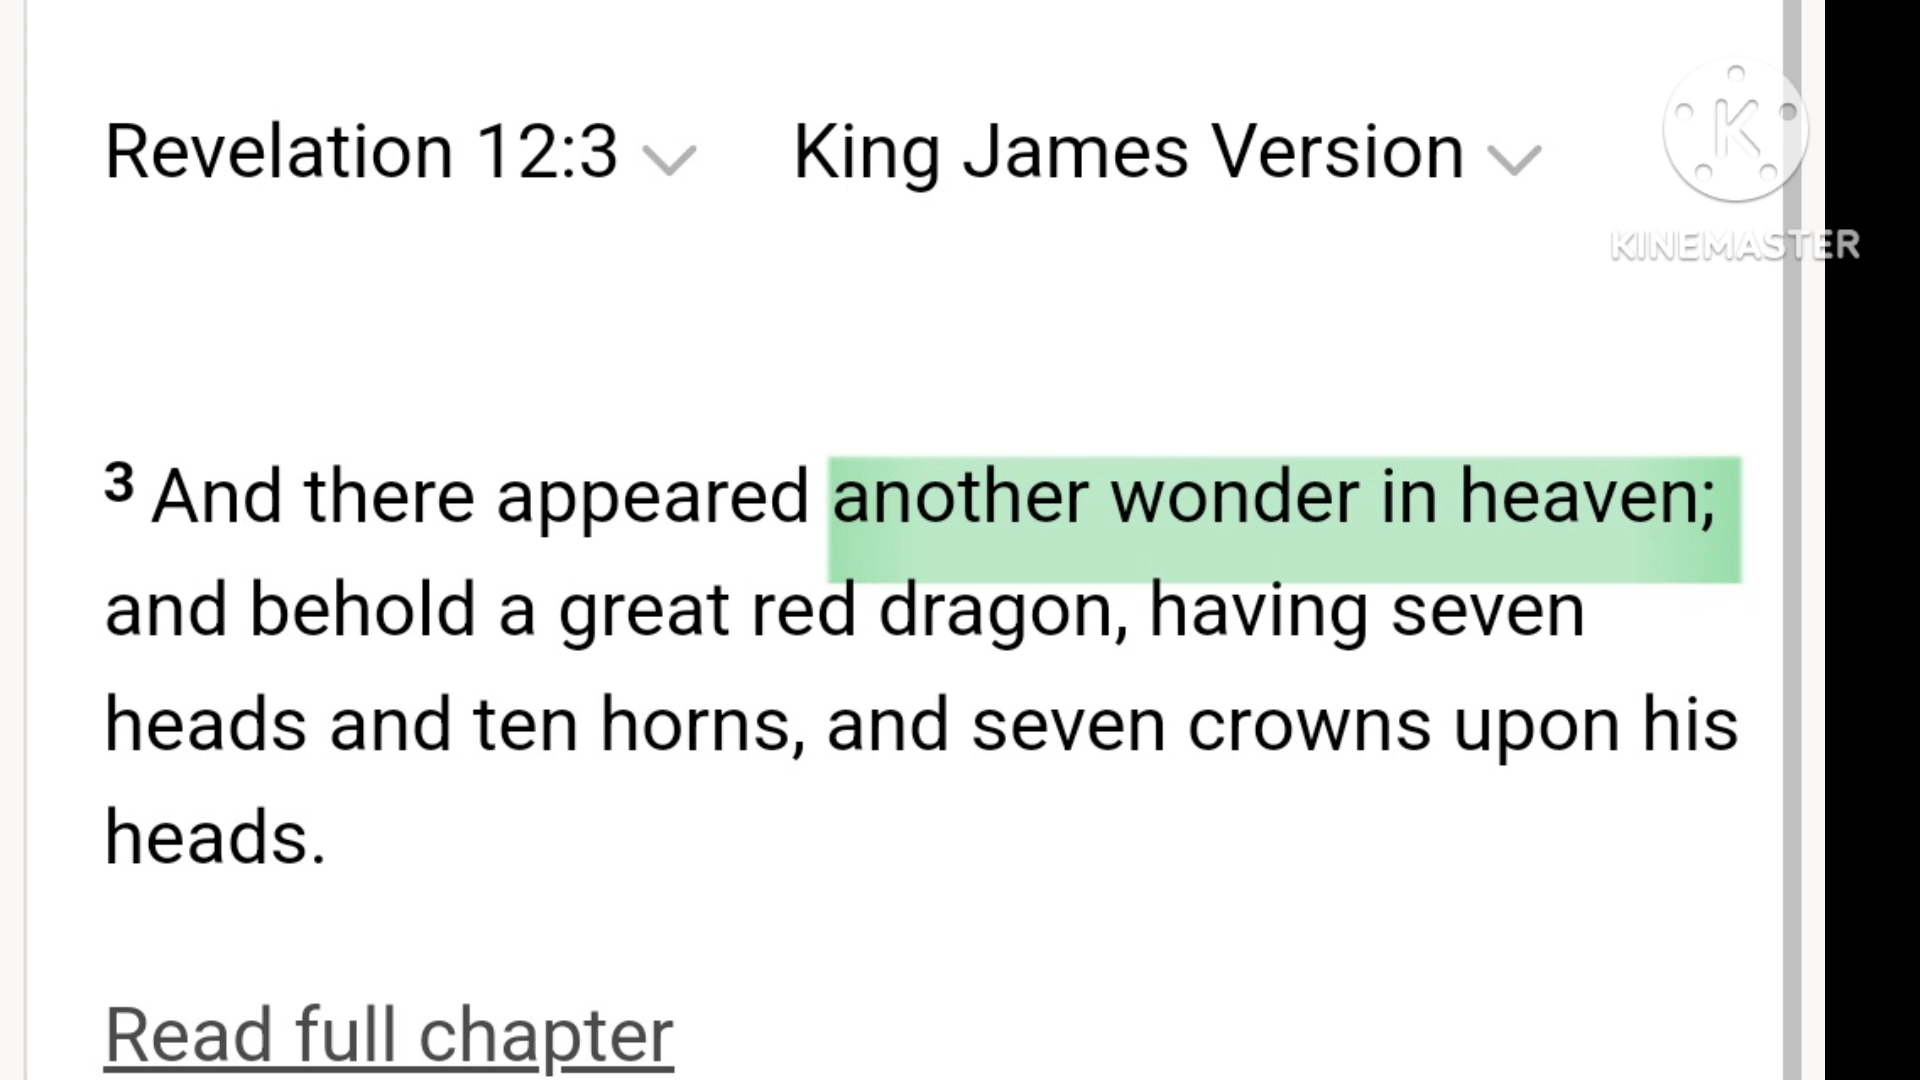 Revelation 12:3 King James Version
K
KINEMASTER
3 And there appeared another wonder in heaven;
and behold a great red dragon, having seven
heads and ten horns, and seven crowns upon his
heads.
Read full chapter